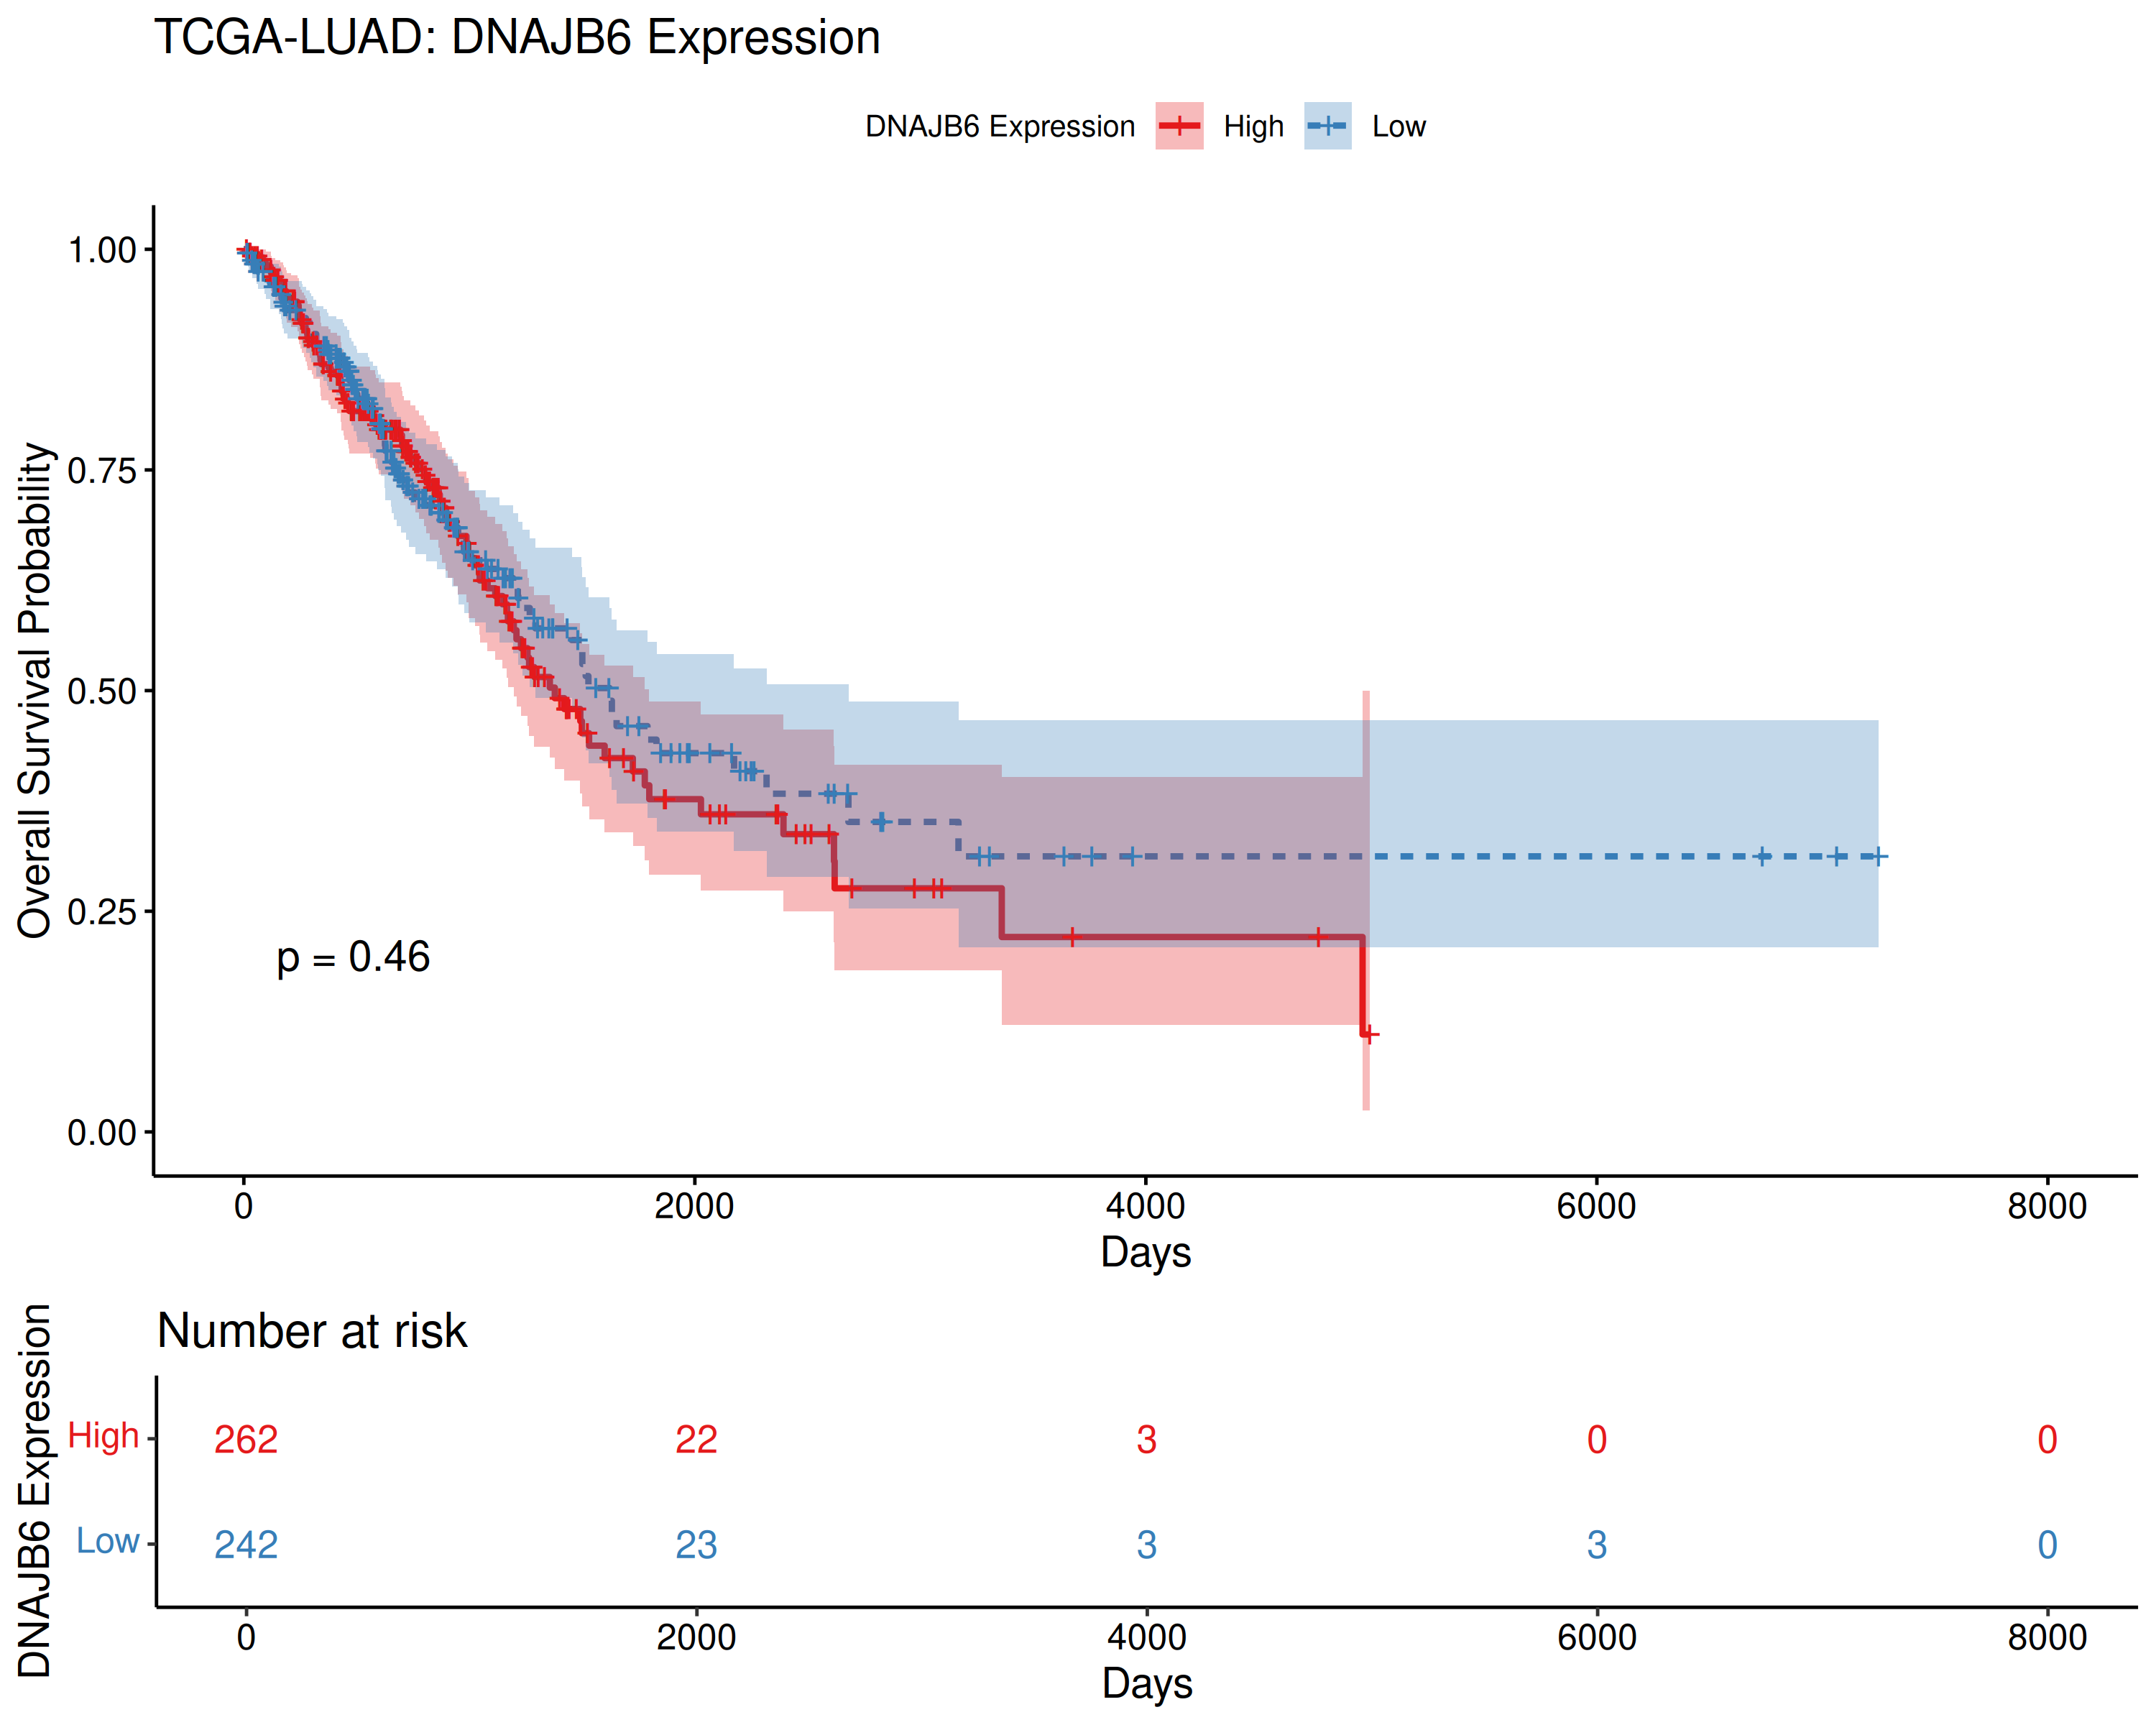 TCGA-LUAD: DNAJB6 Expression
DNAJB6 Expression High Low
Overall Survival Probability
1.00
0.75
0.50
0.25
0.00
p = 0.46
0 2000 4000 6000 8000
Days
Number at risk
DNAJB6 Expression
High 262 22 3 0 0
Low 242 23 3 3 0
0 2000 4000 6000 8000
Days